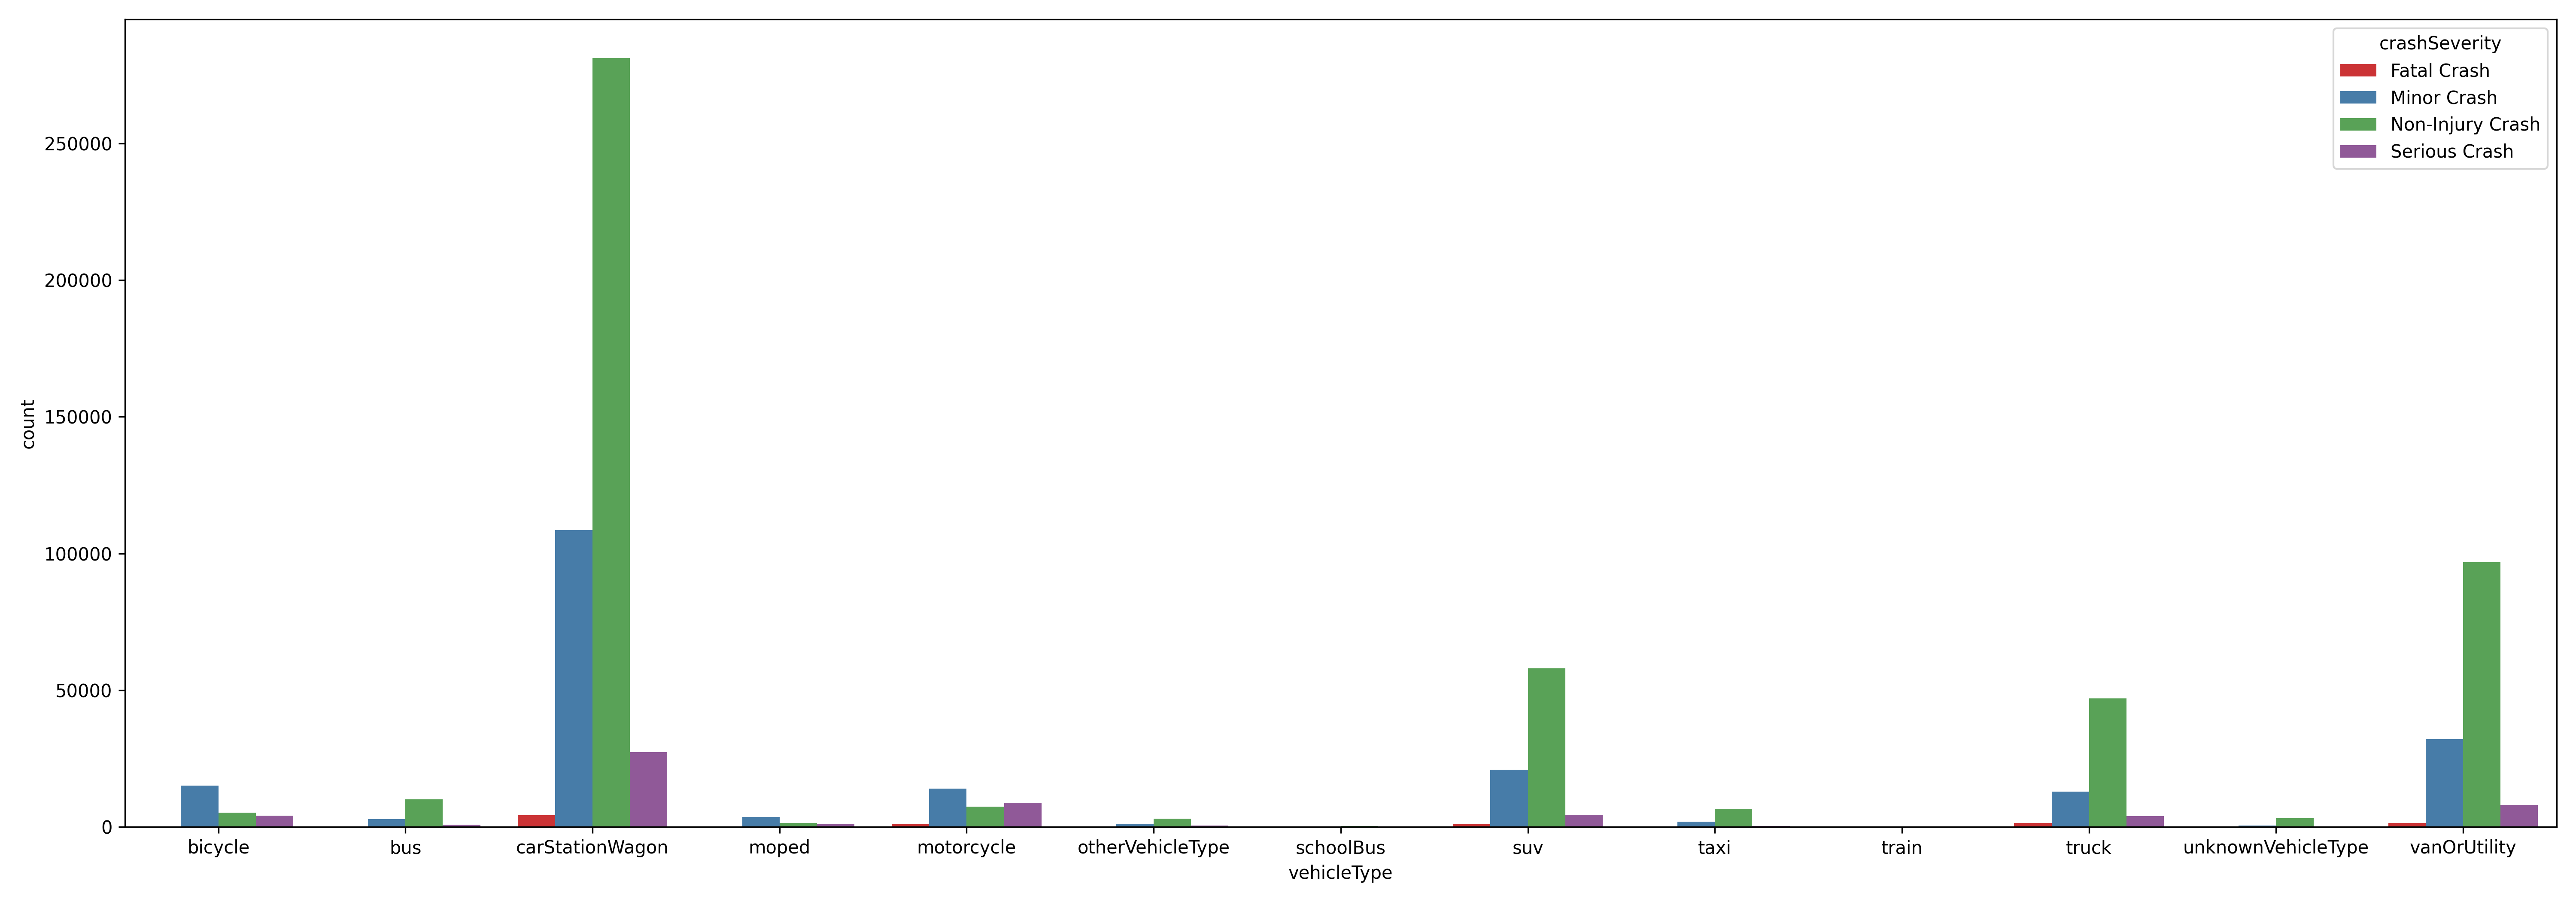 crashSeverity
Fatal Crash
Minor Crash
Non-Injury Crash
Serious Crash
250000
200000
150000
100000
50000
0
count
bicycle bus carStationWagon moped motorcycle otherVehicleType schoolBus suv taxi train truck unknownVehicleType vanOrUtility
vehicleType